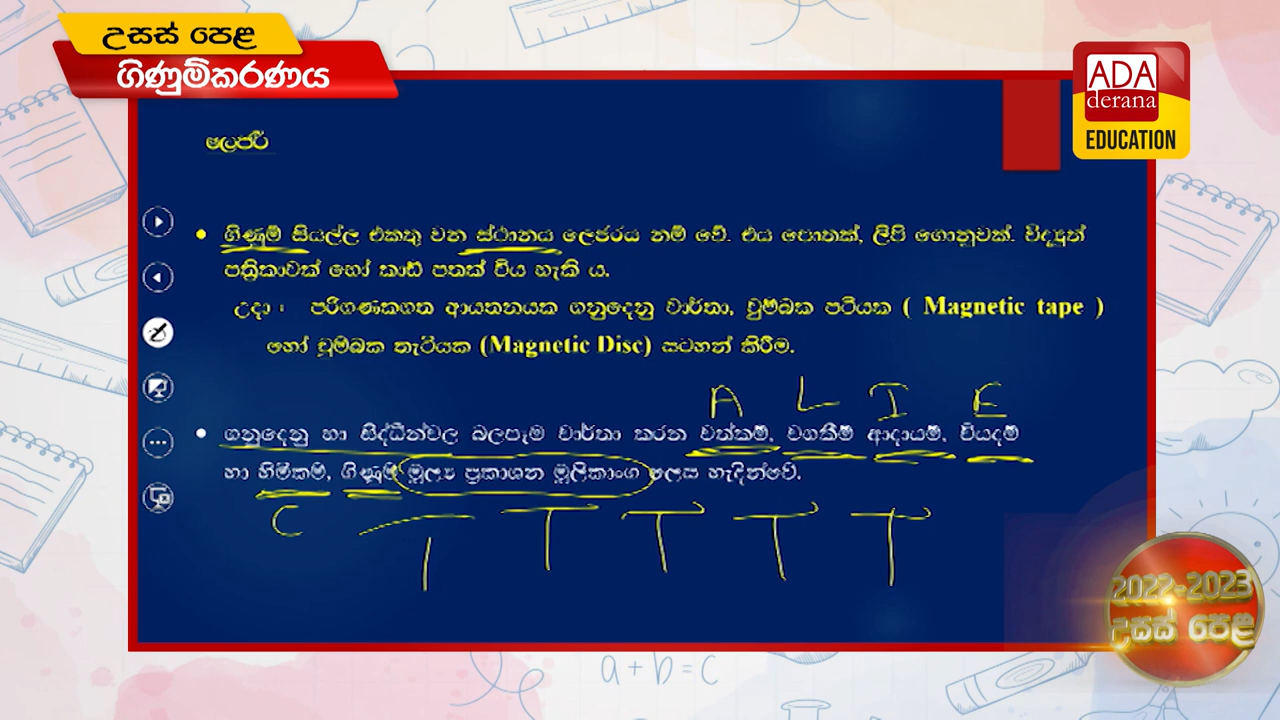 උසස් පෙළ
ගිණුම්කරණය
ADA
derana
EDUCATION
ලෙජර්
• ගිණුම් සියල්ල එකතු වන ස්ථානය ලෙජරය නම් වේ. එය පොතක්, ලිපි ගොනුවක්, විද්‍යුත්
පත්‍රිකාවක් හෝ කාඩ් පතක් විය හැකි ය.
උදා : පරිගණකගත ආයතනයක ගනුදෙනු වාර්තා, චුම්බක පටියක ( Magnetic tape )
හෝ චුම්බක තැටියක (Magnetic Disc) සටහන් කිරීම.
A L I E
• ගනුදෙනු හා සිද්ධීන්වල බලපෑම වාර්තා කරන වත්කම්, වගකීම් ආදායම්, වියදම්
හා හිමිකම්, ගිණුම් මූල්‍ය ප්‍රකාශන මූලිකාංග ලෙස හැදින්වේ.
C T T T T T
2022-2023
උසස් පෙළ
a + b = c